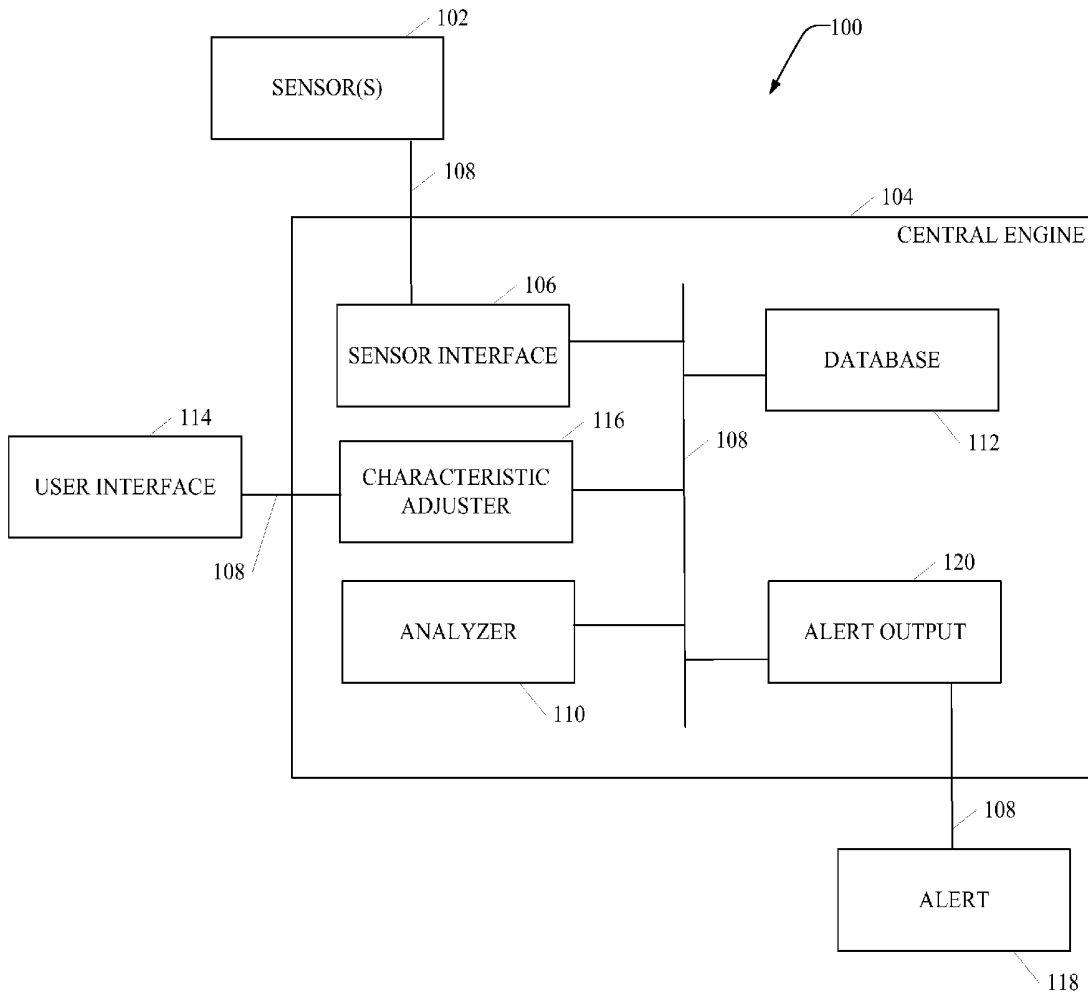 102
100
SENSOR(S)
108
104
CENTRAL ENGINE
106
SENSOR INTERFACE
DATABASE
114
116
108
112
USER INTERFACE
CHARACTERISTIC
ADJUSTER
108
120
ANALYZER
ALERT OUTPUT
110
108
ALERT
118